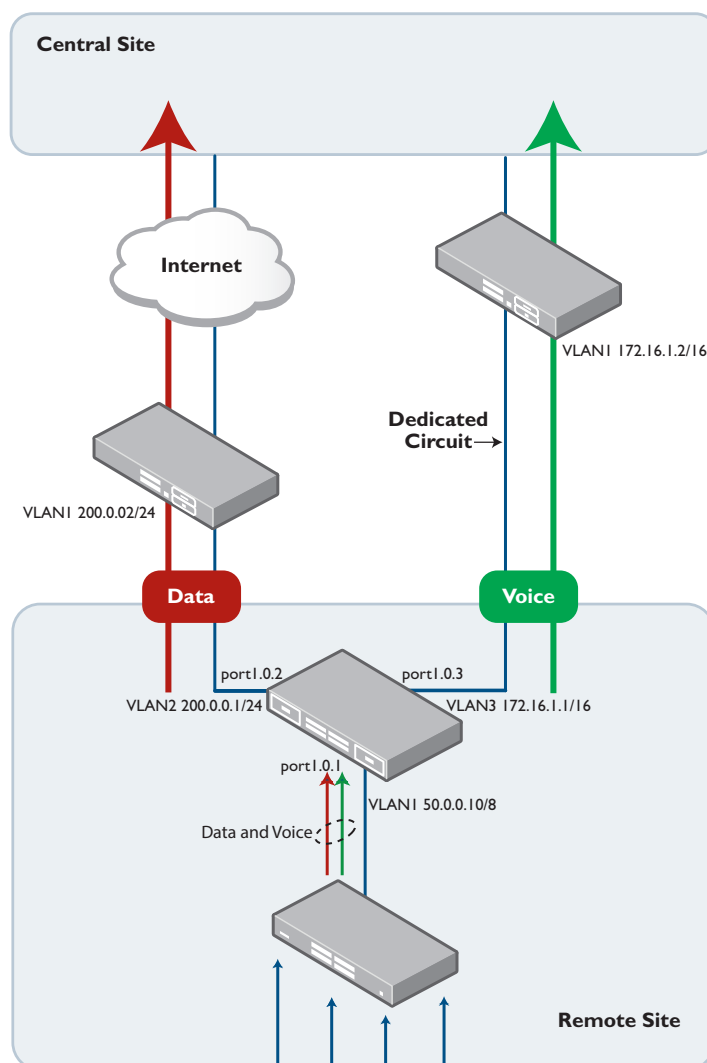 Central Site
Internet
VLAN1 172.16.1.2/16
Dedicated
Circuit
VLAN1 200.0.02/24
Data
Voice
port1.0.2
port1.0.3
VLAN2 200.0.0.1/24
VLAN3 172.16.1.1/16
port1.0.1
VLAN1 50.0.0.10/8
Data and Voice
Remote Site